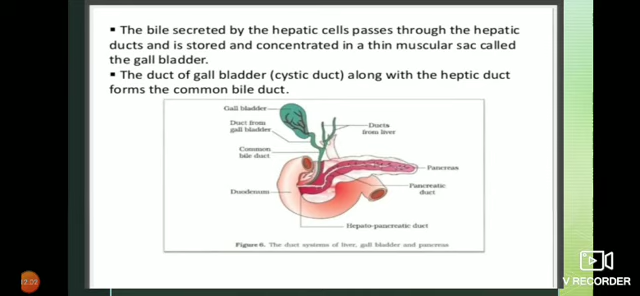 ▪ The bile secreted by the hepatic cells passes through the hepatic
ducts and is stored and concentrated in a thin muscular sac called
the gall bladder.
▪ The duct of gall bladder (cystic duct) along with the heptic duct
forms the common bile duct.
Gall bladder
Duct from
gall bladder
Ducts
from liver
Common
bile duct
Pancreas
Pancreatic
duct
Duodenum
Hepato-pancreatic duct
Figure 6. The duct systems of liver, gall bladder and pancreas
V RECORDER